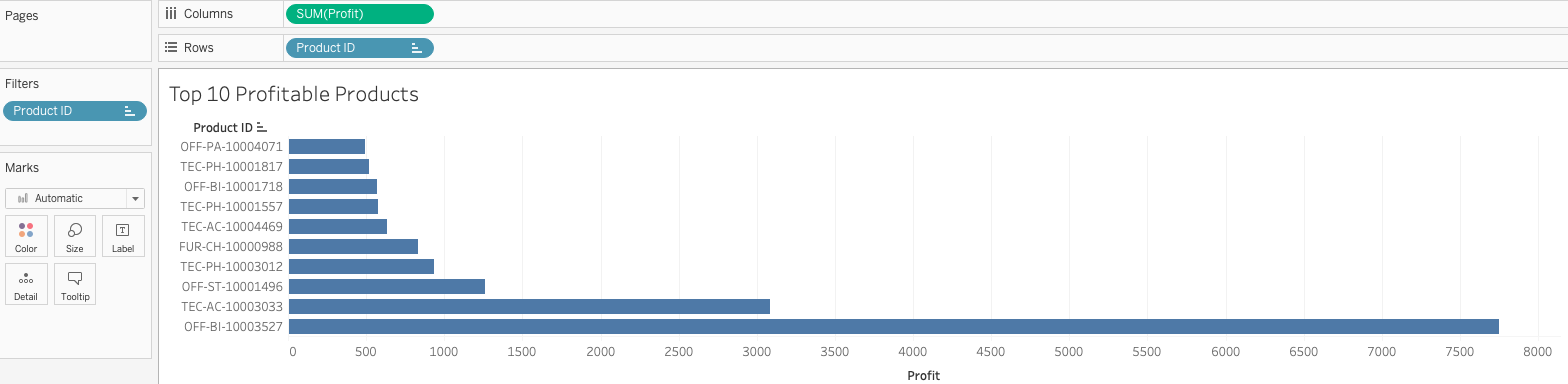 Pages
Columns
SUM(Profit)
Rows
Product ID
Filters
Product ID
Marks
Automatic
Color
Size
Label
Detail
Tooltip
Top 10 Profitable Products
Product ID
OFF-PA-10004071
TEC-PH-10001817
OFF-BI-10001718
TEC-PH-10001557
TEC-AC-10004469
FUR-CH-10000988
TEC-PH-10003012
OFF-ST-10001496
TEC-AC-10003033
OFF-BI-10003527
0 500 1000 1500 2000 2500 3000 3500 4000 4500 5000 5500 6000 6500 7000 7500 8000
Profit